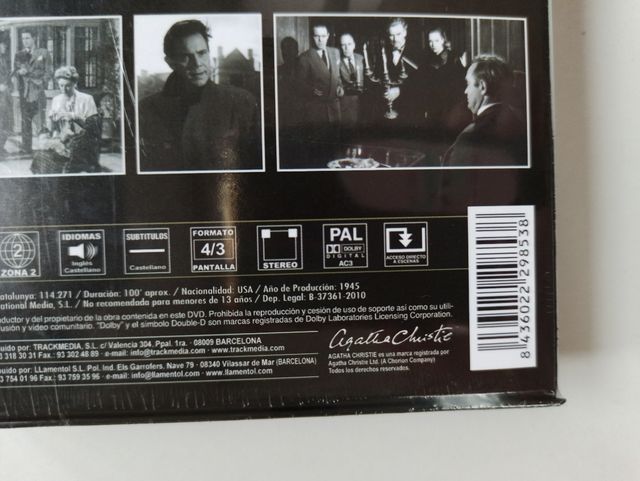 2
ZONA 2
IDIOMAS
Inglés
Castellano
SUBTITULOS
Castellano
FORMATO
4/3
PANTALLA
STEREO
PAL
DOLBY
DIGITAL
AC3
ACCESO DIRECTO
A ESCENAS
atalunya: 114.271 / Duración: 100' aprox. / Nacionalidad: USA / Año de Producción: 1945
ational Media, S.L. / No recomendada para menores de 13 años / Dep. Legal: B-37361-2010
ductor y del propietario de la obra contenida en este DVD. Prohibida la reproducción y cesión de uso de soporte así como su utili-
fusión y video comunitario. "Dolby" y el símbolo Double-D son marcas registradas de Dolby Laboratories Licensing Corporation.
buido por: TRACKMEDIA, S.L. c/ Valencia 304. Ppal. 1ra. - 08009 BARCELONA
3 318 30 31 Fax: 93 302 48 89 - e-mail: info@trackmedia.com - www.trackmedia.com
buido por: LLamentol S.L. Pol. Ind. Els Garrofers. Nave 79 - 08340 Vilassar de Mar (BARCELONA)
3 754 01 96 Fax: 93 759 35 96 - e-mail: info@llamentol.com - www.llamentol.com
Agatha Christie
AGATHA CHRISTIE es una marca registrada por
Agatha Christie Ltd. (A Chorion Company)
Todos los derechos reservados.
8 436022 298538